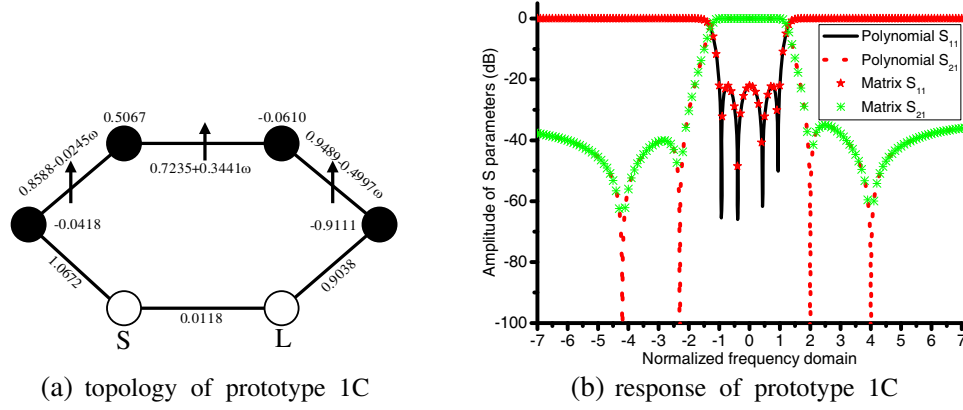 0.5067
-0.0610
0.8588-0.0245ω
0.7235+0.3441ω
0.9489-0.4997ω
-0.0418
-0.9111
1.0672
0.9038
0.0118
S
L
(a) topology of prototype 1C
Amplitude of S parameters (dB)
0
-20
-40
-60
-80
-100
Polynomial S₁₁
Polynomial S₂₁
Matrix S₁₁
Matrix S₂₁
-7 -6 -5 -4 -3 -2 -1 0 1 2 3 4 5 6 7
Normalized frequency domain
(b) response of prototype 1C